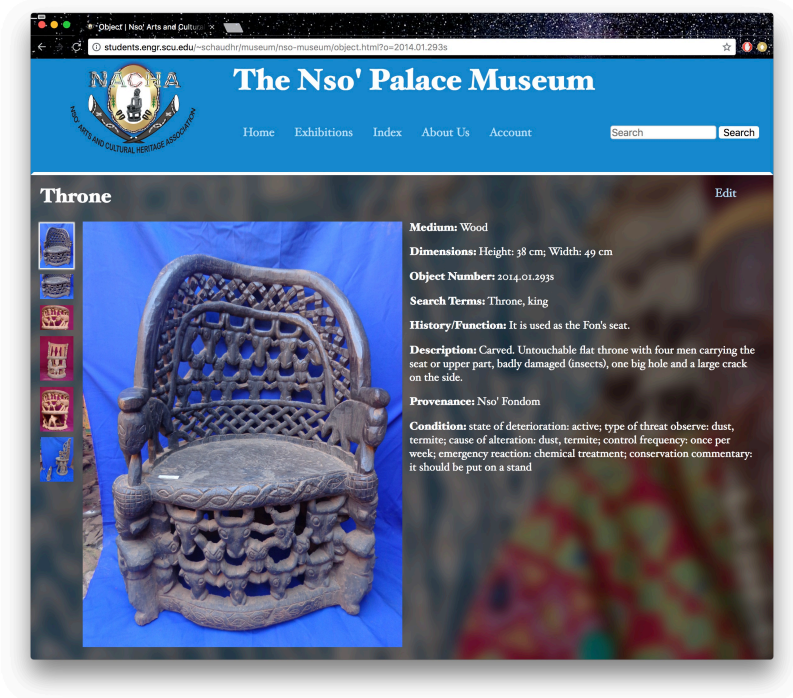 Object | Nso' Arts and Cultura
students.engr.scu.edu/~schaudhr/museum/nso-museum/object.html?o=2014.01.293s
NACHA
NSO' ARTS AND CULTURAL HERITAGE ASSOCIATION
The Nso' Palace Museum
Home Exhibitions Index About Us Account Search Search
Throne
Edit
Medium: Wood
Dimensions: Height: 38 cm; Width: 49 cm
Object Number: 2014.01.293s
Search Terms: Throne, king
History/Function: It is used as the Fon's seat.
Description: Carved. Untouchable flat throne with four men carrying the
seat or upper part, badly damaged (insects), one big hole and a large crack
on the side.
Provenance: Nso' Fondom
Condition: state of deterioration: active; type of threat observe: dust,
termite; cause of alteration: dust, termite; control frequency: once per
week; emergency reaction: chemical treatment; conservation commentary:
it should be put on a stand